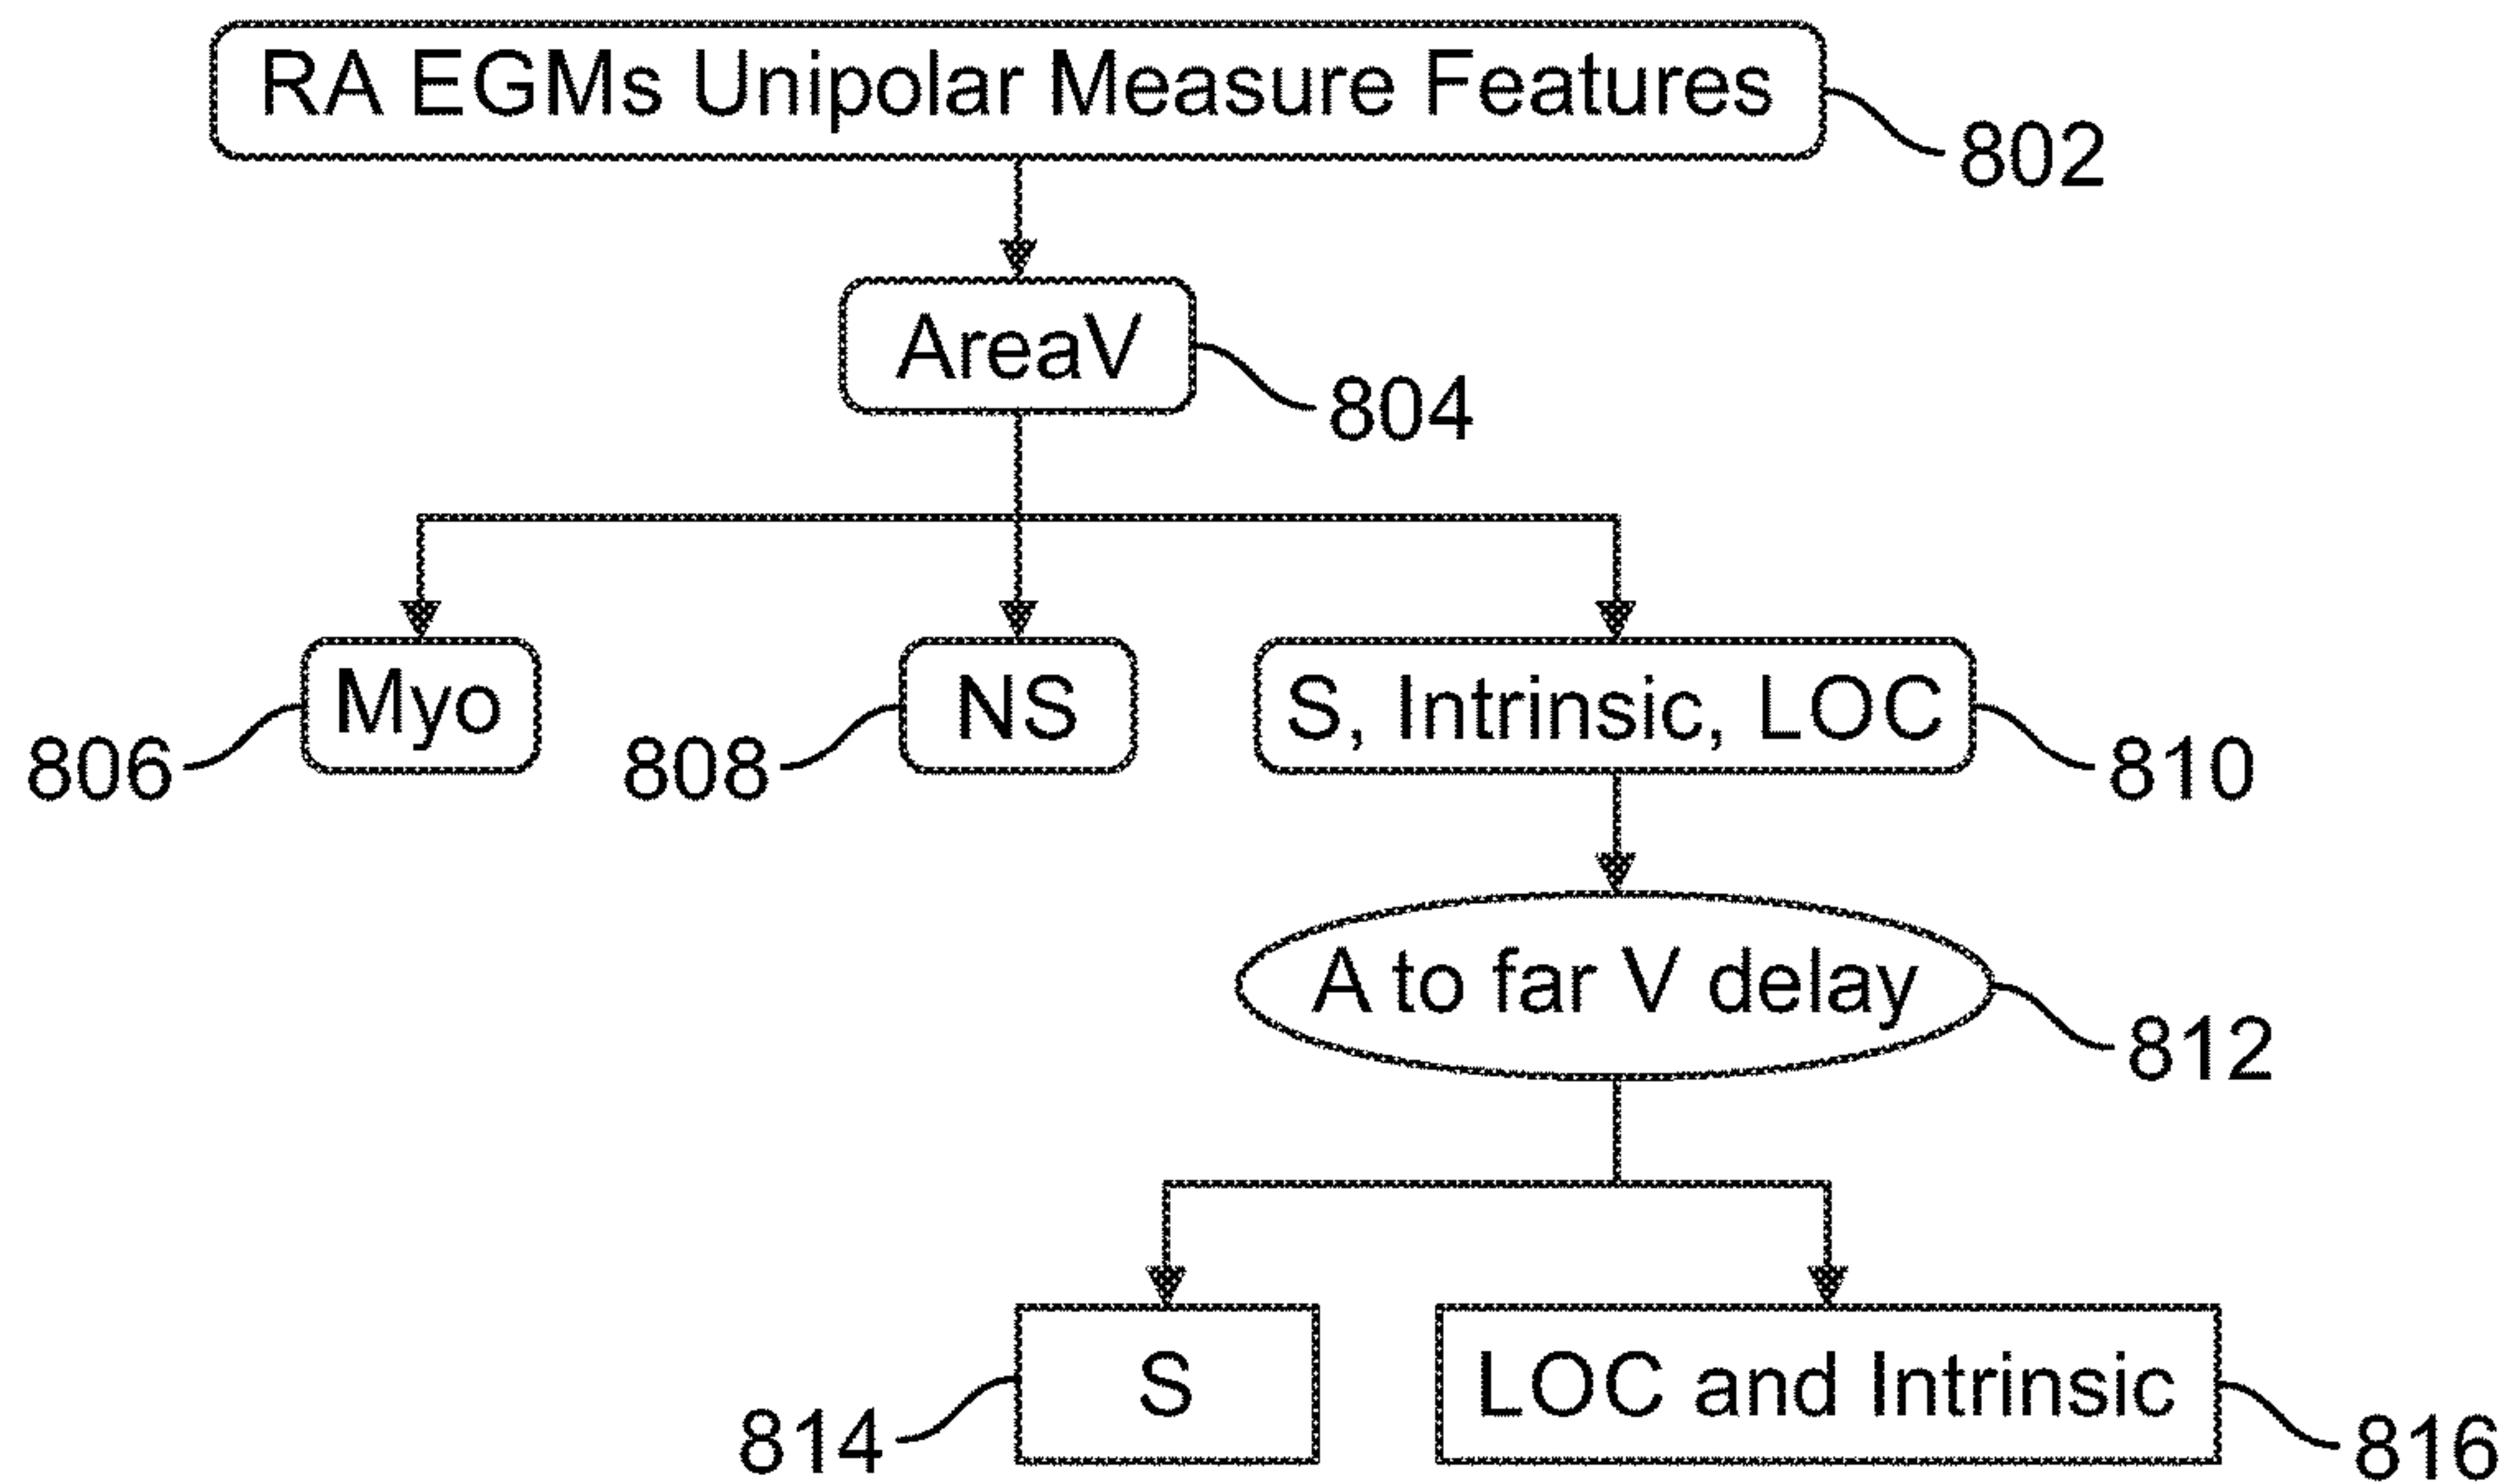 RA EGMs Unipolar Measure Features
802
AreaV
804
Myo
NS
S, Intrinsic, LOC
806
808
810
A to far V delay
812
S
LOC and Intrinsic
814
816